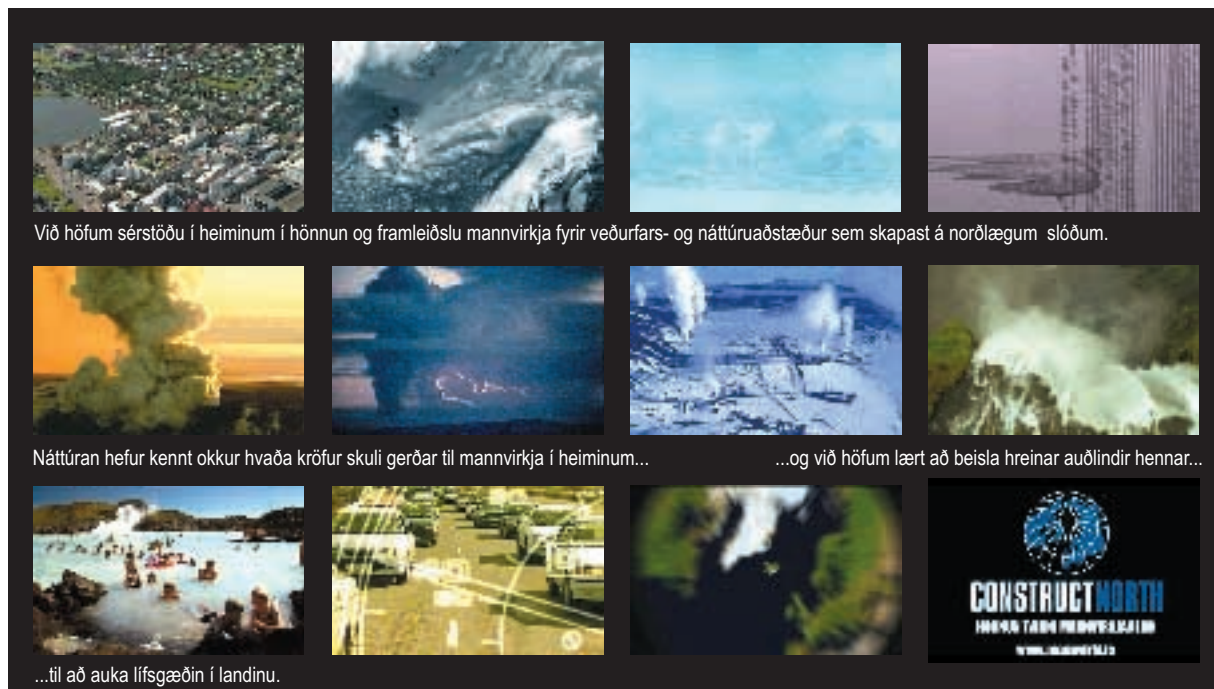 Við höfum sérstöðu í heiminum í hönnun og framleiðslu mannvirkja fyrir veðurfars- og náttúruaðstæður sem skapast á norðlægum slóðum.
Náttúran hefur kennt okkur hvaða kröfur skuli gerðar til mannvirkja í heiminum...
...og við höfum lært að beisla hreinar auðlindir hennar...
CONSTRUCTNORTH
...til að auka lífsgæðin í landinu.